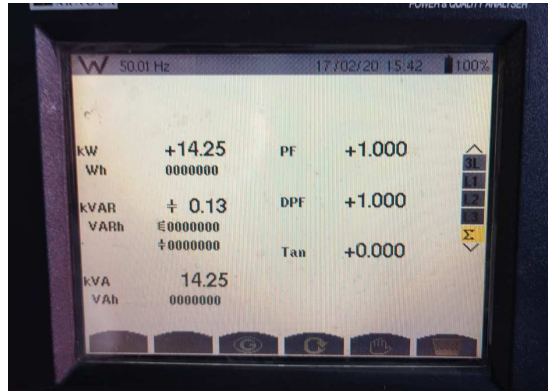 POWER & QUALITY ANALYSER
W 50.01 Hz 17/02/20 15:42 100%
kW +14.25 PF +1.000
Wh 0000000
3L
L1
L2
L3
Σ
kVAR ÷ 0.13 DPF +1.000
VARh 0000000
÷0000000
Tan +0.000
kVA 14.25
VAh 0000000